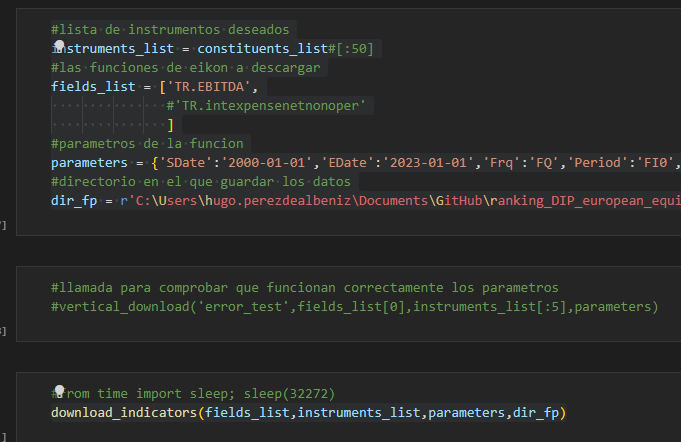 #lista de instrumentos deseados
instruments_list = constituents_list#[:50]
#las funciones de eikon a descargar
fields_list = ['TR.EBITDA',
#'TR.intexpensenetnonoper'
]
#parametros de la funcion
parameters = {'SDate':'2000-01-01','EDate':'2023-01-01','Frq':'FQ','Period':'FI0',
#directorio en el que guardar los datos
dir_fp = r'C:\Users\hugo.perezdealbeniz\Documents\GitHub\ranking_DIP_european_equi
]
#llamada para comprobar que funcionan correctamente los parametros
#vertical_download('error_test',fields_list[0],instruments_list[:5],parameters)
]
#from time import sleep; sleep(32272)
download_indicators(fields_list,instruments_list,parameters,dir_fp)
]